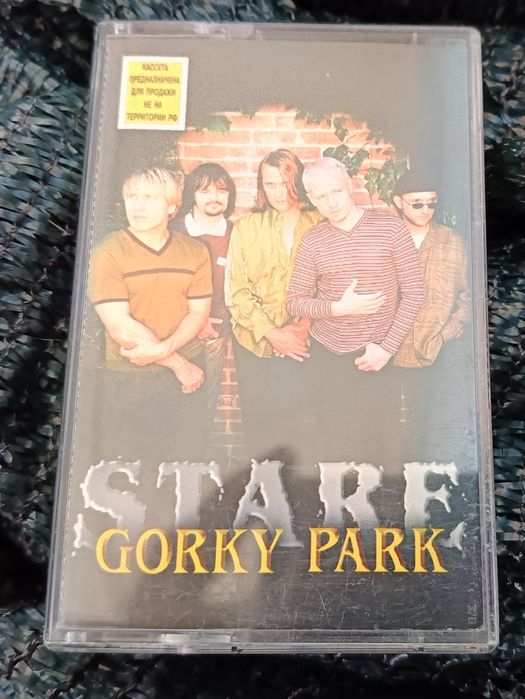 КАССЕТА
ПРЕДНАЗНАЧЕНА
ДЛЯ ПРОДАЖИ
НЕ НА
ТЕРРИТОРИИ РФ
STARE
GORKY PARK